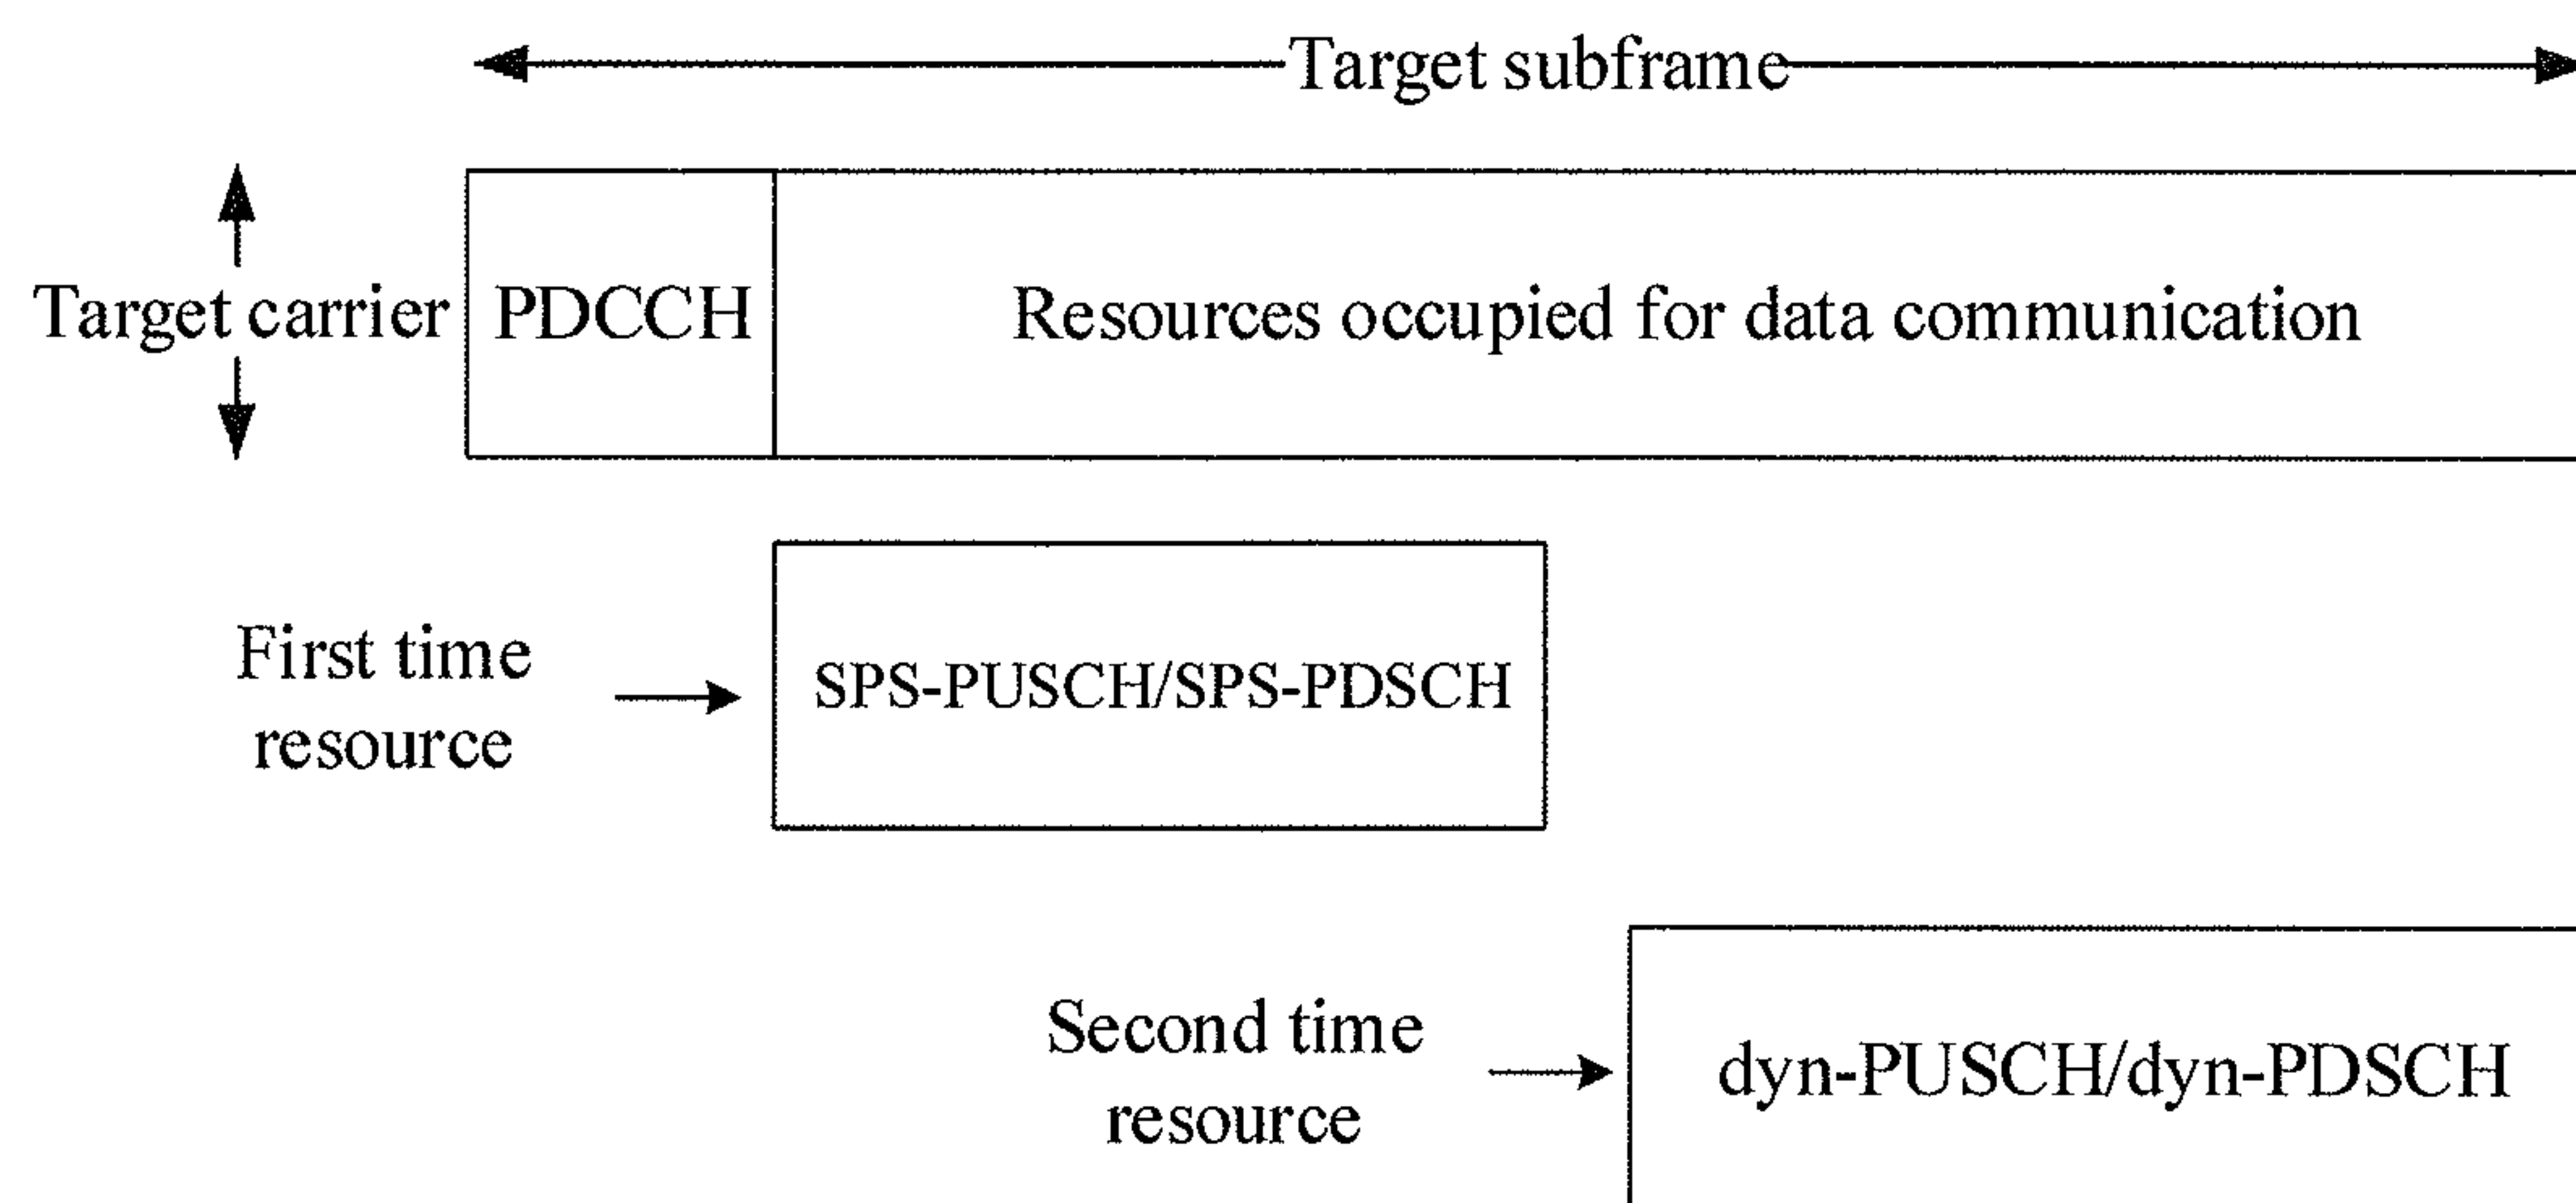 Target subframe
Target carrier
PDCCH
Resources occupied for data communication
First time
resource
SPS-PUSCH/SPS-PDSCH
Second time
resource
dyn-PUSCH/dyn-PDSCH